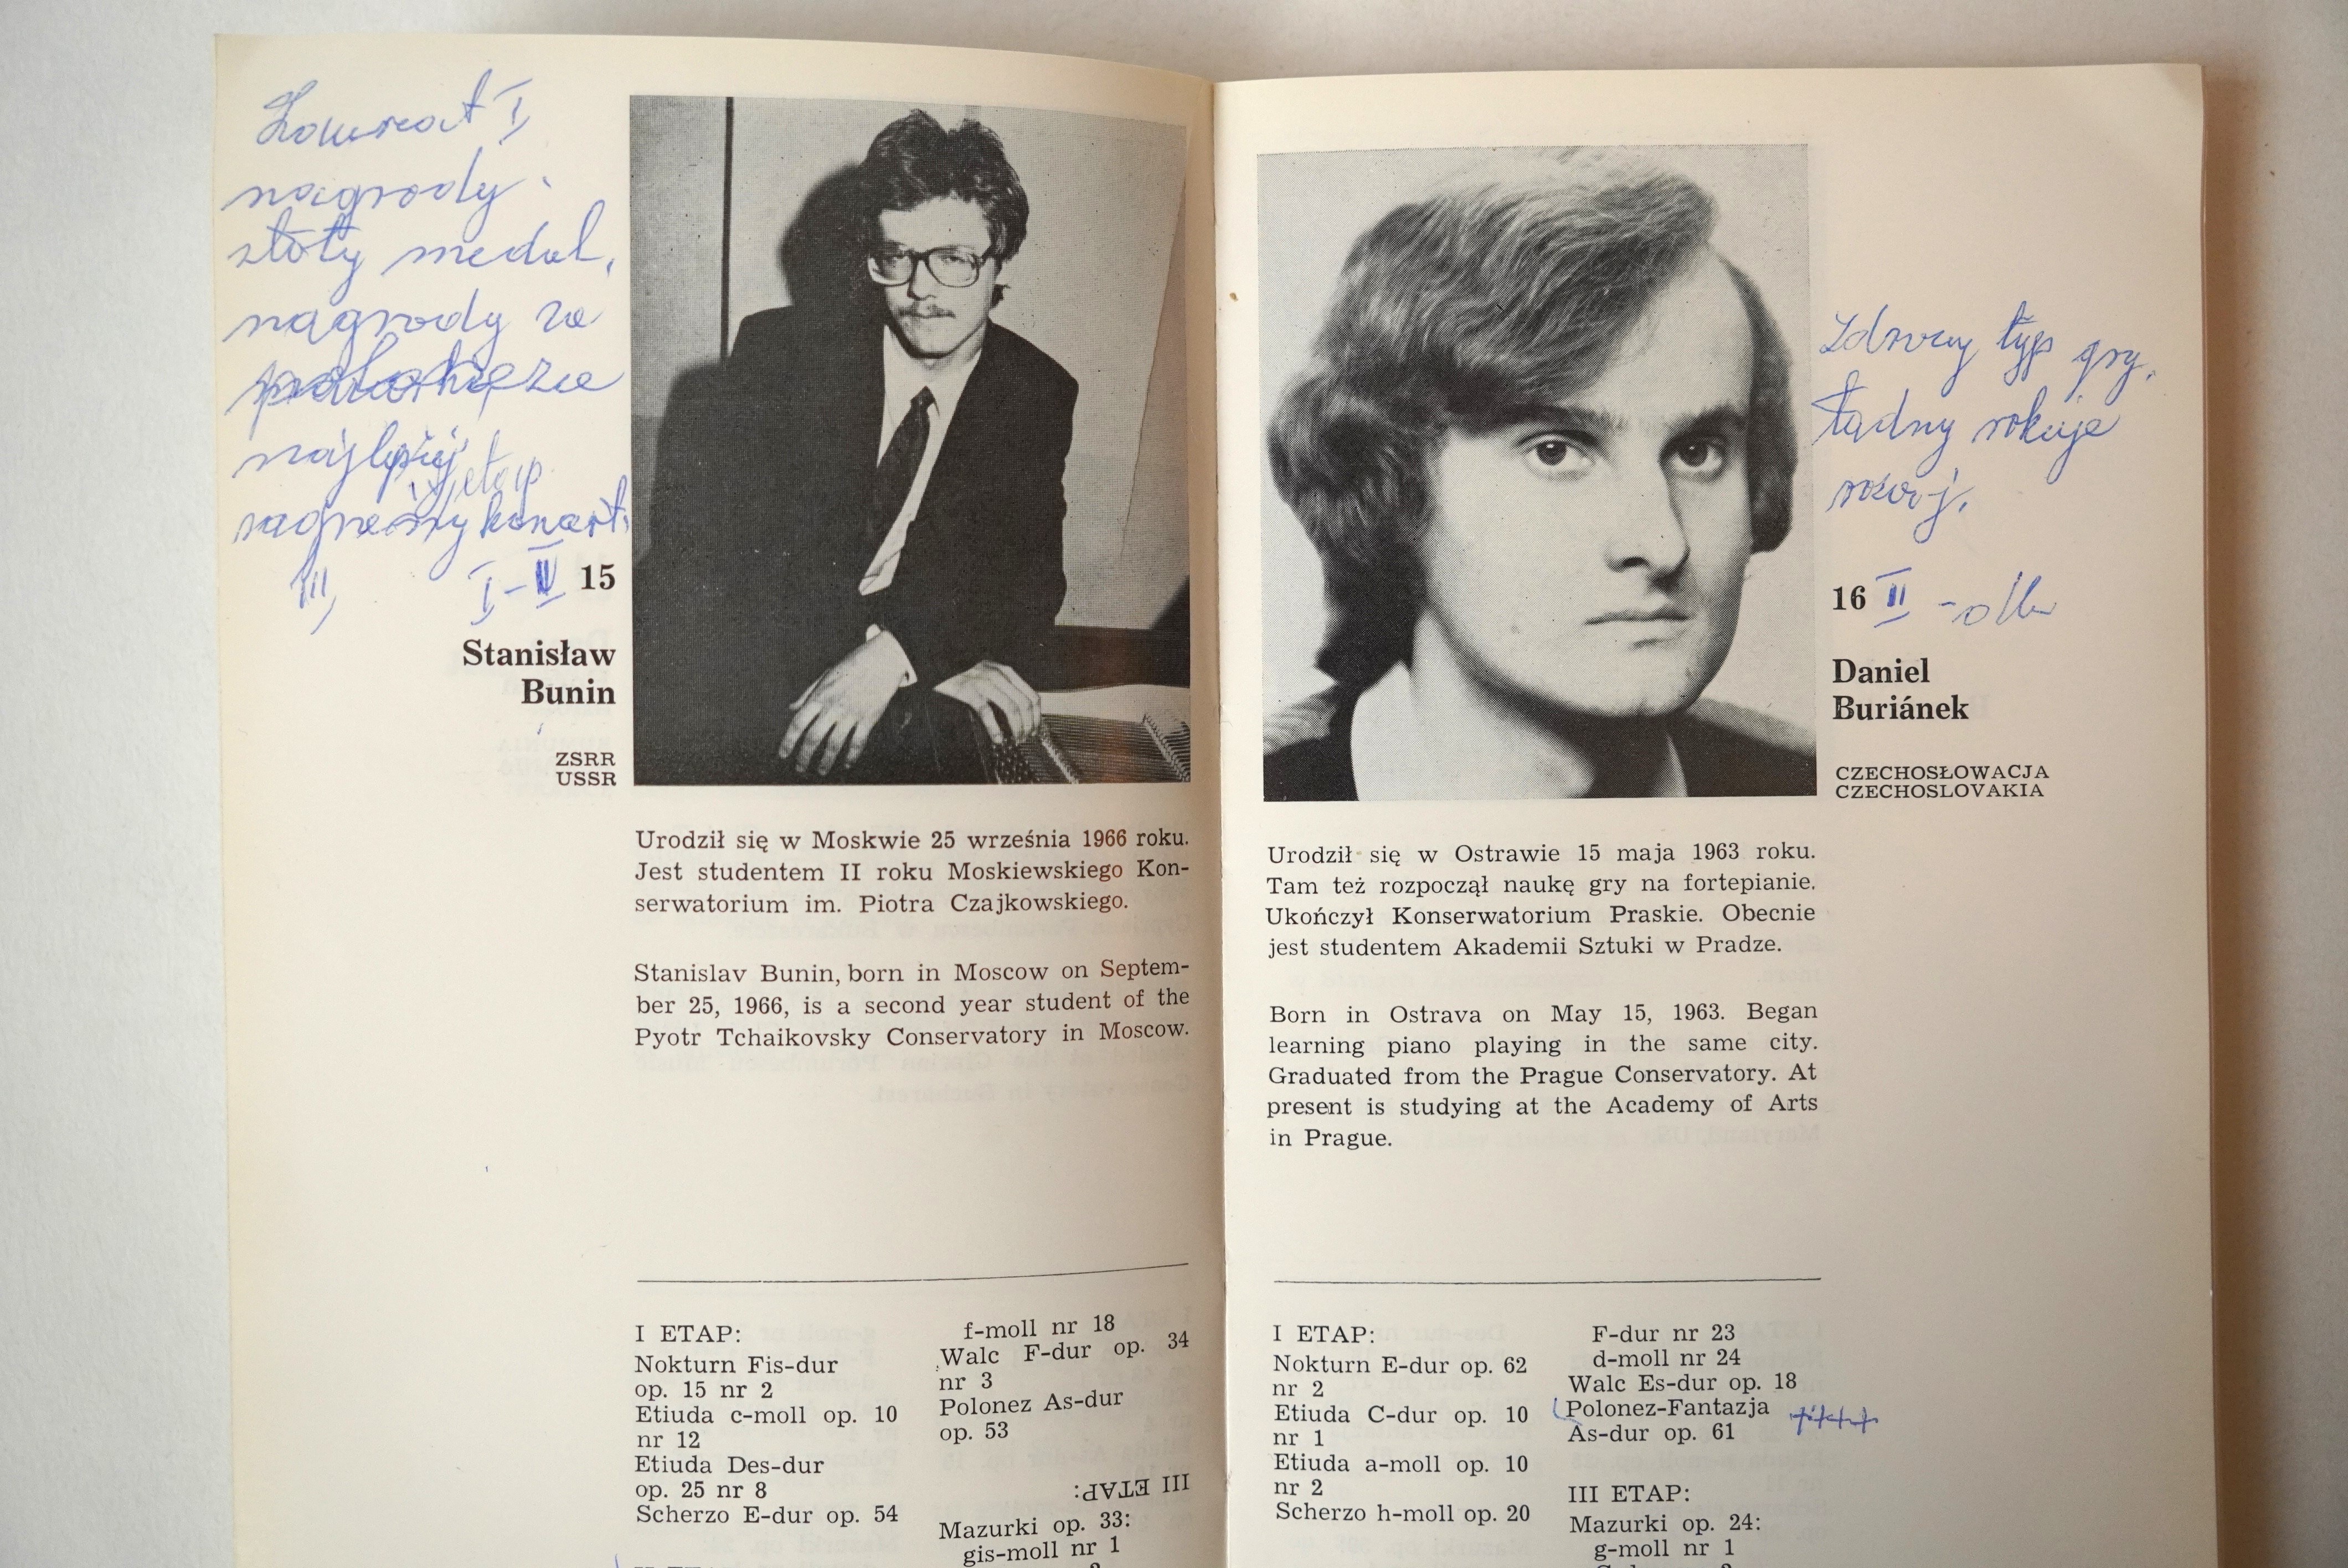 Laureat I
nagrody.
złoty medal,
nagrody za
najlepiej
etap
zagrany koncert.
III
I-IV 15
Stanisław
Bunin
ZSRR
USSR
Urodził się w Moskwie 25 września 1966 roku.
Jest studentem II roku Moskiewskiego Kon-
serwatorium im. Piotra Czajkowskiego.
Stanislav Bunin, born in Moscow on Septem-
ber 25, 1966, is a second year student of the
Pyotr Tchaikovsky Conservatory in Moscow.
I ETAP:
Nokturn Fis-dur
op. 15 nr 2
Etiuda c-moll op. 10
nr 12
Etiuda Des-dur
op. 25 nr 8
Scherzo E-dur op. 54
f-moll nr 18
Walc F-dur op. 34
nr 3
Polonez As-dur
op. 53
III ETAP:
Mazurki op. 33:
gis-moll nr 1
Zdrowy typ gry.
ładny rokuje
rozwój.
16 II
Daniel
Buriánek
CZECHOSŁOWACJA
CZECHOSLOVAKIA
Urodził się w Ostrawie 15 maja 1963 roku.
Tam też rozpoczął naukę gry na fortepianie.
Ukończył Konserwatorium Praskie. Obecnie
jest studentem Akademii Sztuki w Pradze.
Born in Ostrava on May 15, 1963. Began
learning piano playing in the same city.
Graduated from the Prague Conservatory. At
present is studying at the Academy of Arts
in Prague.
I ETAP:
Nokturn E-dur op. 62
nr 2
Etiuda C-dur op. 10
nr 1
Etiuda a-moll op. 10
nr 2
Scherzo h-moll op. 20
F-dur nr 23
d-moll nr 24
Walc Es-dur op. 18
Polonez-Fantazja
As-dur op. 61
III ETAP:
Mazurki op. 24:
g-moll nr 1